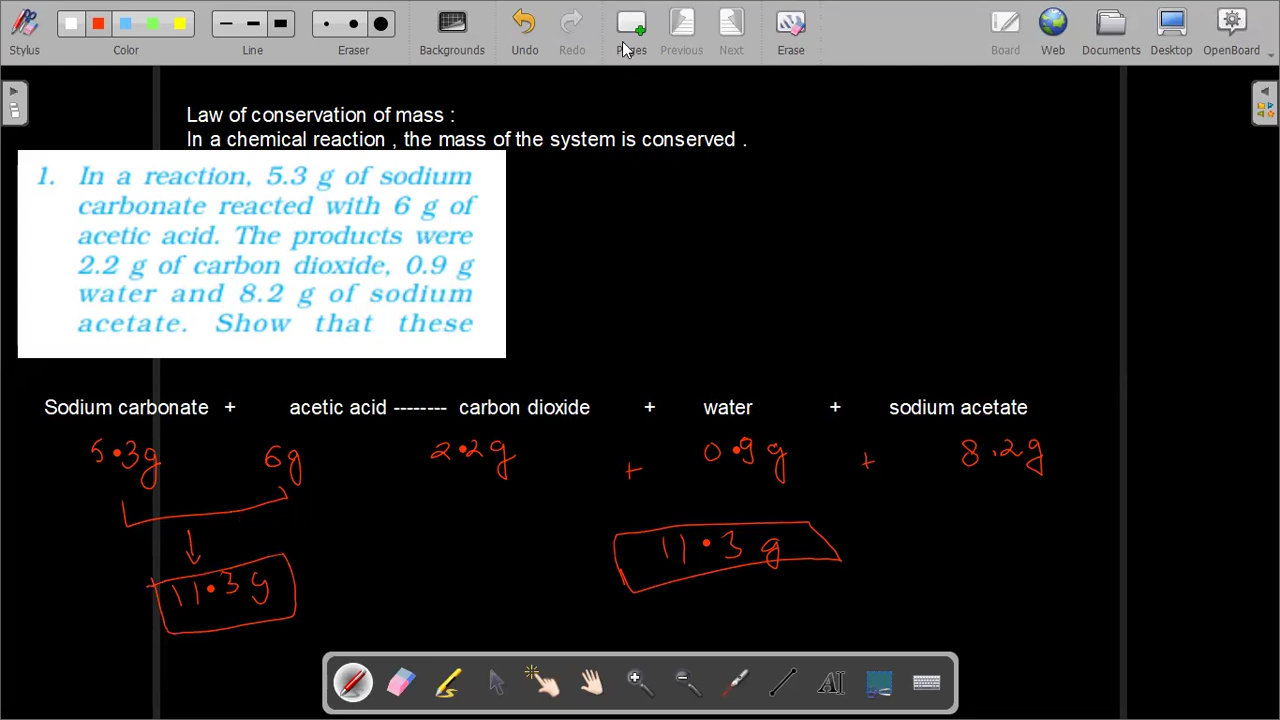 Stylus Color Line Eraser Backgrounds Undo Redo Pages Previous Next Erase Board Web Documents Desktop OpenBoard
Law of conservation of mass :
In a chemical reaction , the mass of the system is conserved .
1. In a reaction, 5.3 g of sodium
carbonate reacted with 6 g of
acetic acid. The products were
2.2 g of carbon dioxide, 0.9 g
water and 8.2 g of sodium
acetate. Show that these
Sodium carbonate + acetic acid -------- carbon dioxide + water + sodium acetate
5.3g 6g 2.2g + 0.9g + 8.2g
11.3 g
11.3 g
AI